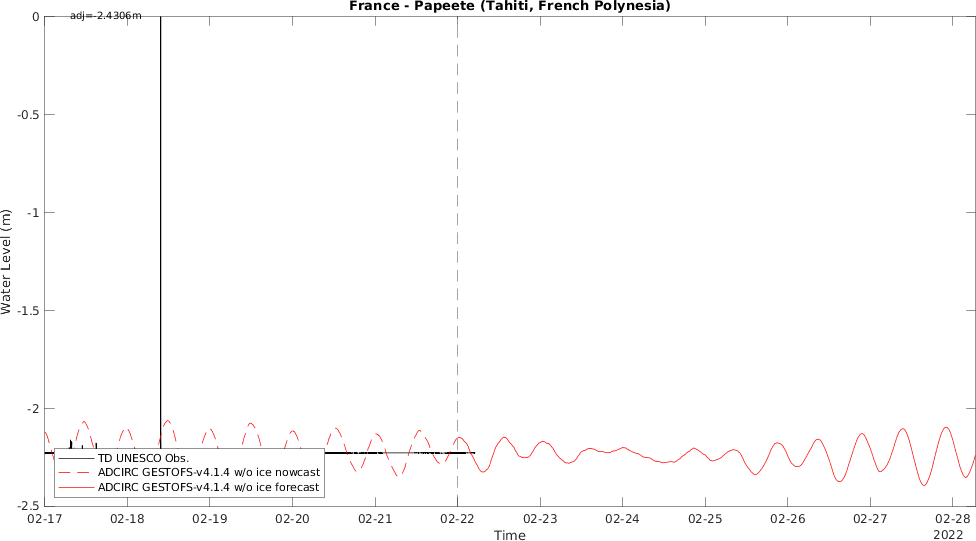 France - Papeete (Tahiti, French Polynesia)
adj=-2.4306m
0
-0.5
-1
-1.5
-2
-2.5
Water Level (m)
TD UNESCO Obs.
ADCIRC GESTOFS-v4.1.4 w/o ice nowcast
ADCIRC GESTOFS-v4.1.4 w/o ice forecast
02-17 02-18 02-19 02-20 02-21 02-22 02-23 02-24 02-25 02-26 02-27 02-28
Time
2022